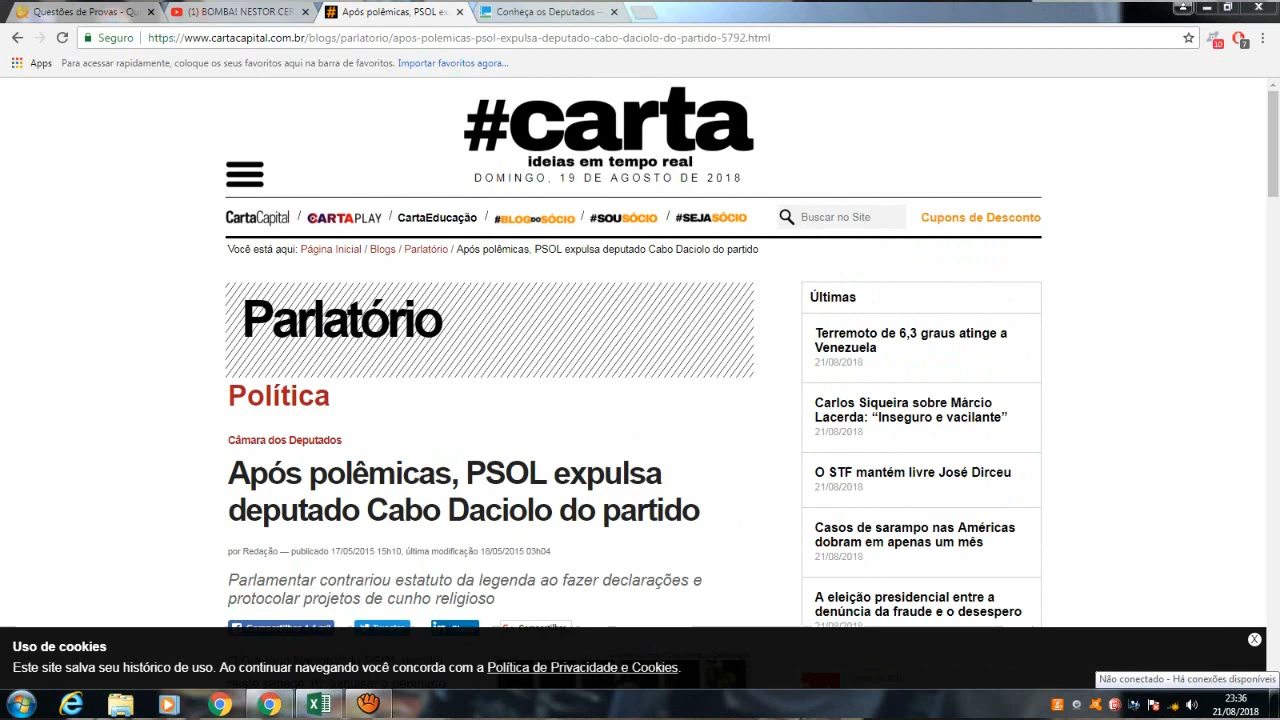 Questões de Provas - Qu
(1) BOMBA! NESTOR CER
Após polêmicas, PSOL ex
Conheça os Deputados –
Seguro
https://www.cartacapital.com.br/blogs/parlatorio/apos-polemicas-psol-expulsa-deputado-cabo-daciolo-do-partido-5792.html
10
7
Apps
Para acessar rapidamente, coloque os seus favoritos aqui na barra de favoritos. Importar favoritos agora...
#carta
ideias em tempo real
DOMINGO, 19 DE AGOSTO DE 2018
CartaCapital / CARTAPLAY / CartaEducação / #BLOGDOSÓCIO / #SOUSÓCIO / #SEJASÓCIO
Buscar no Site
Cupons de Desconto
Você está aqui: Página Inicial / Blogs / Parlatório / Após polêmicas, PSOL expulsa deputado Cabo Daciolo do partido
Parlatório
Política
Câmara dos Deputados
Após polêmicas, PSOL expulsa
deputado Cabo Daciolo do partido
por Redação — publicado 17/05/2015 15h10, última modificação 18/05/2015 03h04
Parlamentar contrariou estatuto da legenda ao fazer declarações e
protocolar projetos de cunho religioso
Últimas
Terremoto de 6,3 graus atinge a
Venezuela
21/08/2018
Carlos Siqueira sobre Márcio
Lacerda: “Inseguro e vacilante”
21/08/2018
O STF mantém livre José Dirceu
21/08/2018
Casos de sarampo nas Américas
dobram em apenas um mês
21/08/2018
A eleição presidencial entre a
denúncia da fraude e o desespero
21/08/2018
Uso de cookies
X
Este site salva seu histórico de uso. Ao continuar navegando você concorda com a Política de Privacidade e Cookies.
Não conectado - Há conexões disponíveis
23:36
21/08/2018